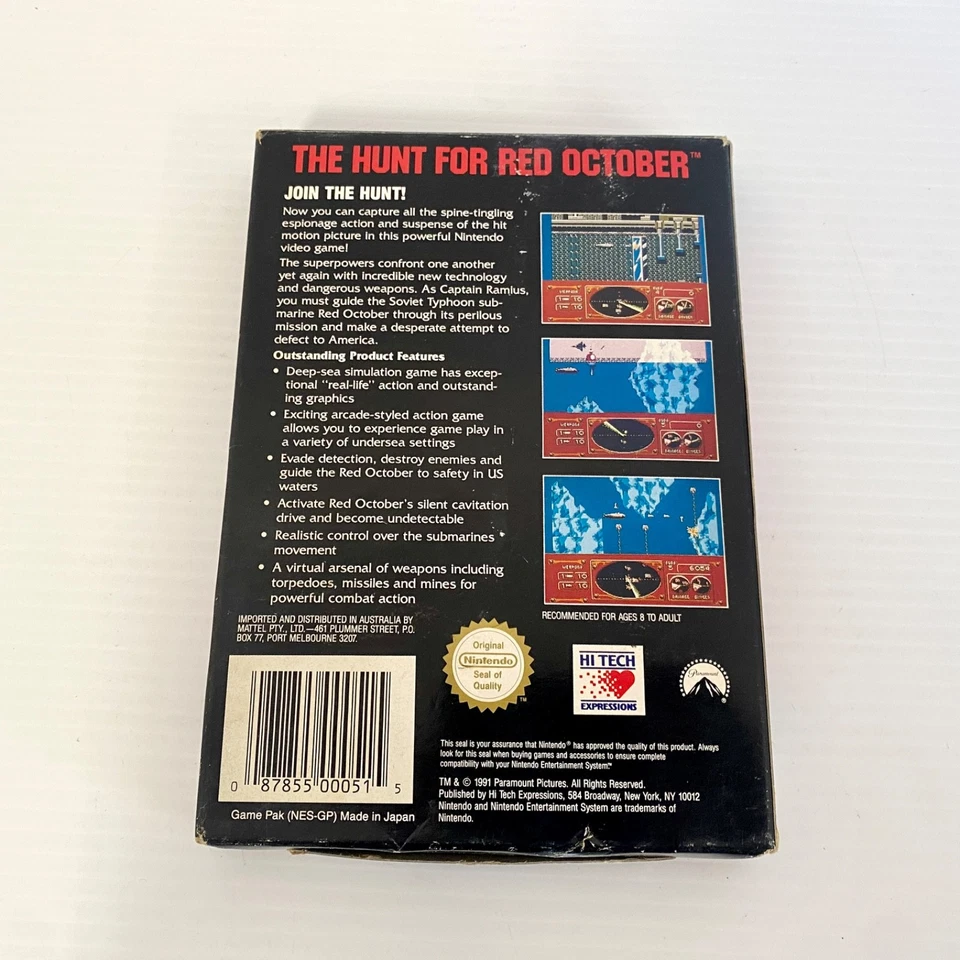 THE HUNT FOR RED OCTOBER™
JOIN THE HUNT!
Now you can capture all the spine-tingling
espionage action and suspense of the hit
motion picture in this powerful Nintendo
video game!
The superpowers confront one another
yet again with incredible new technology
and dangerous weapons. As Captain Ramius,
you must guide the Soviet Typhoon sub-
marine Red October through its perilous
mission and make a desperate attempt to
defect to America.
Outstanding Product Features
• Deep-sea simulation game has excep-
tional "real-life" action and outstand-
ing graphics
• Exciting arcade-styled action game
allows you to experience game play in
a variety of undersea settings
• Evade detection, destroy enemies and
guide the Red October to safety in US
waters
• Activate Red October's silent cavitation
drive and become undetectable
• Realistic control over the submarines
movement
• A virtual arsenal of weapons including
torpedoes, missiles and mines for
powerful combat action
RECOMMENDED FOR AGES 8 TO ADULT
IMPORTED AND DISTRIBUTED IN AUSTRALIA BY
MATTEL PTY., LTD.—461 PLUMMER STREET, P.O.
BOX 77, PORT MELBOURNE 3207.
Original
Nintendo
Seal of
Quality
TM
HI TECH
EXPRESSIONS
Paramount
®
0 87855 00051 5
Game Pak (NES-GP) Made in Japan
This seal is your assurance that Nintendo® has approved the quality of this product. Always
look for this seal when buying games and accessories to ensure complete
compatibility with your Nintendo Entertainment System.™
TM & © 1991 Paramount Pictures. All Rights Reserved.
Published by Hi Tech Expressions, 584 Broadway, New York, NY 10012
Nintendo and Nintendo Entertainment System are trademarks of
Nintendo.